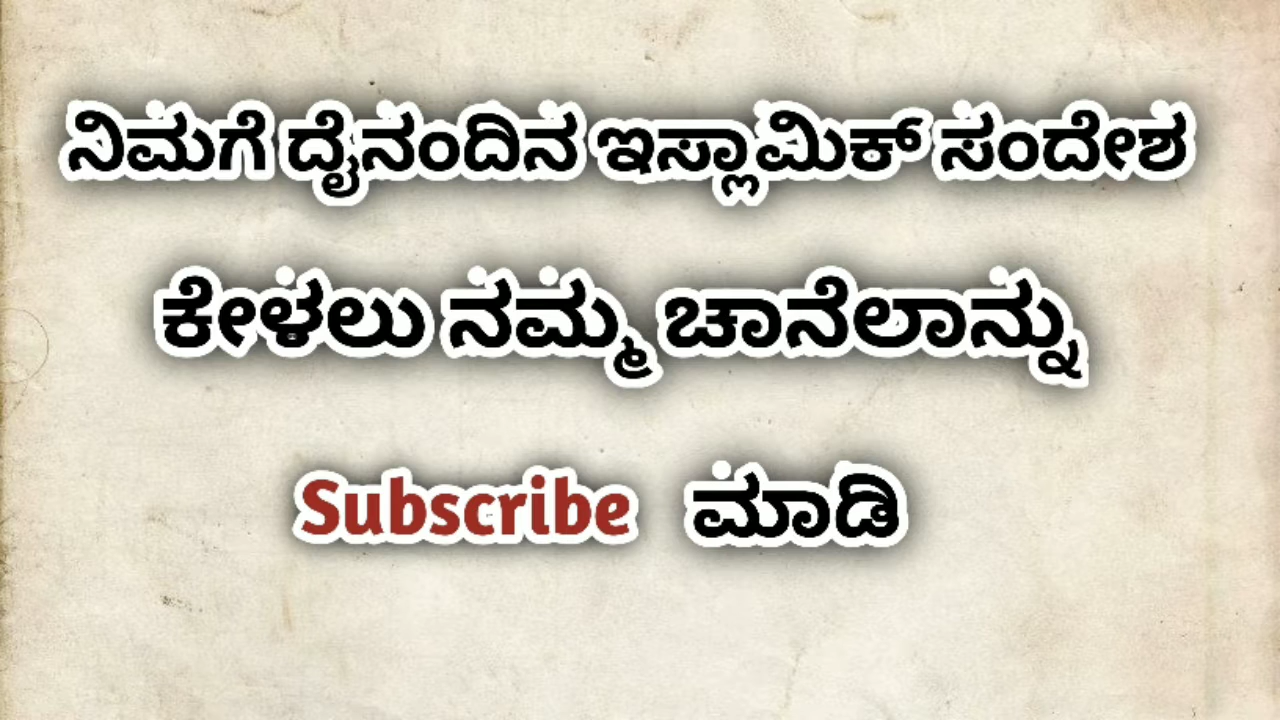 ನಿಮಗೆ ದೈನಂದಿನ ಇಸ್ಲಾಮಿಕ್ ಸಂದೇಶ
ಕೇಳಲು ನಮ್ಮ ಚಾನೆಲಾನ್ನು
Subscribe ಮಾಡಿ